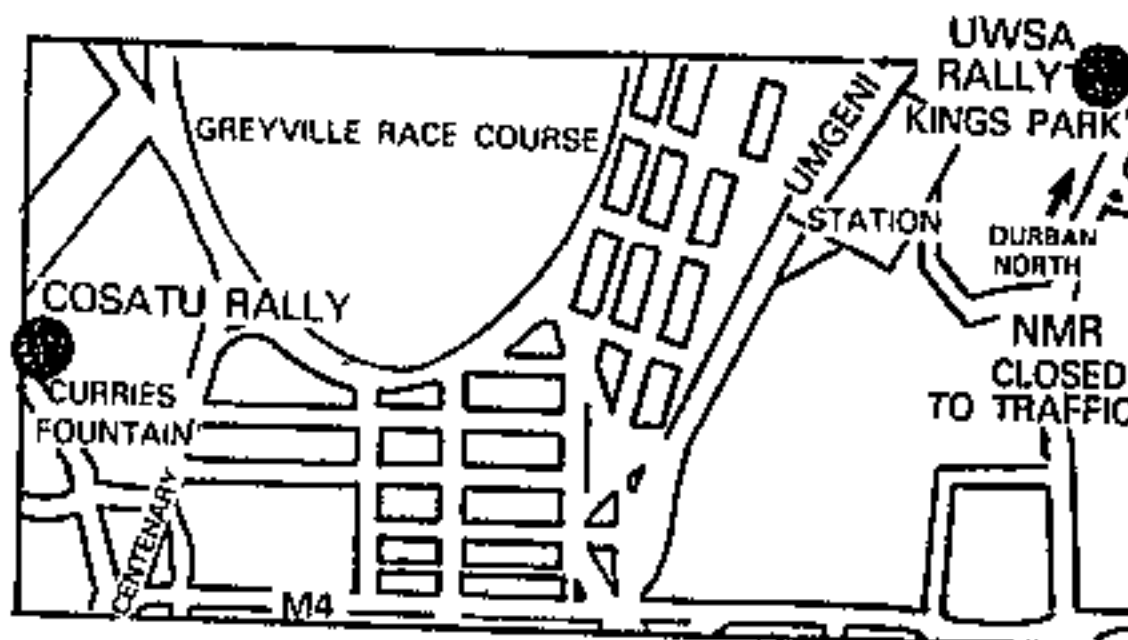 UWSA
RALLY
KINGS PARK
GREYVILLE RACE COURSE
UMGENI
STATION
DURBAN
NORTH
COSATU RALLY
NMR
CLOSED
TO TRAFFIC
CURRIES
FOUNTAIN
CENTENARY
M4